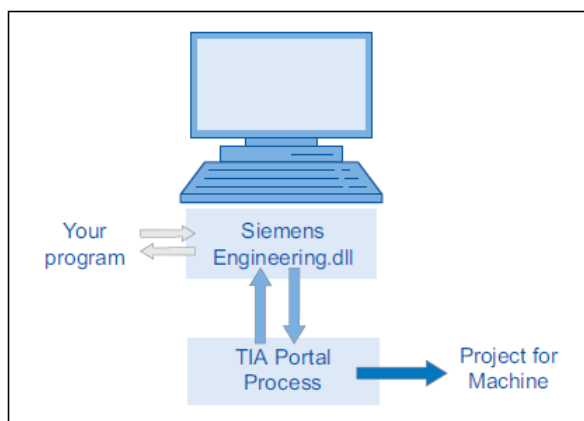 Your
program
Siemens
Engineering.dll
TIA Portal
Process
Project for
Machine